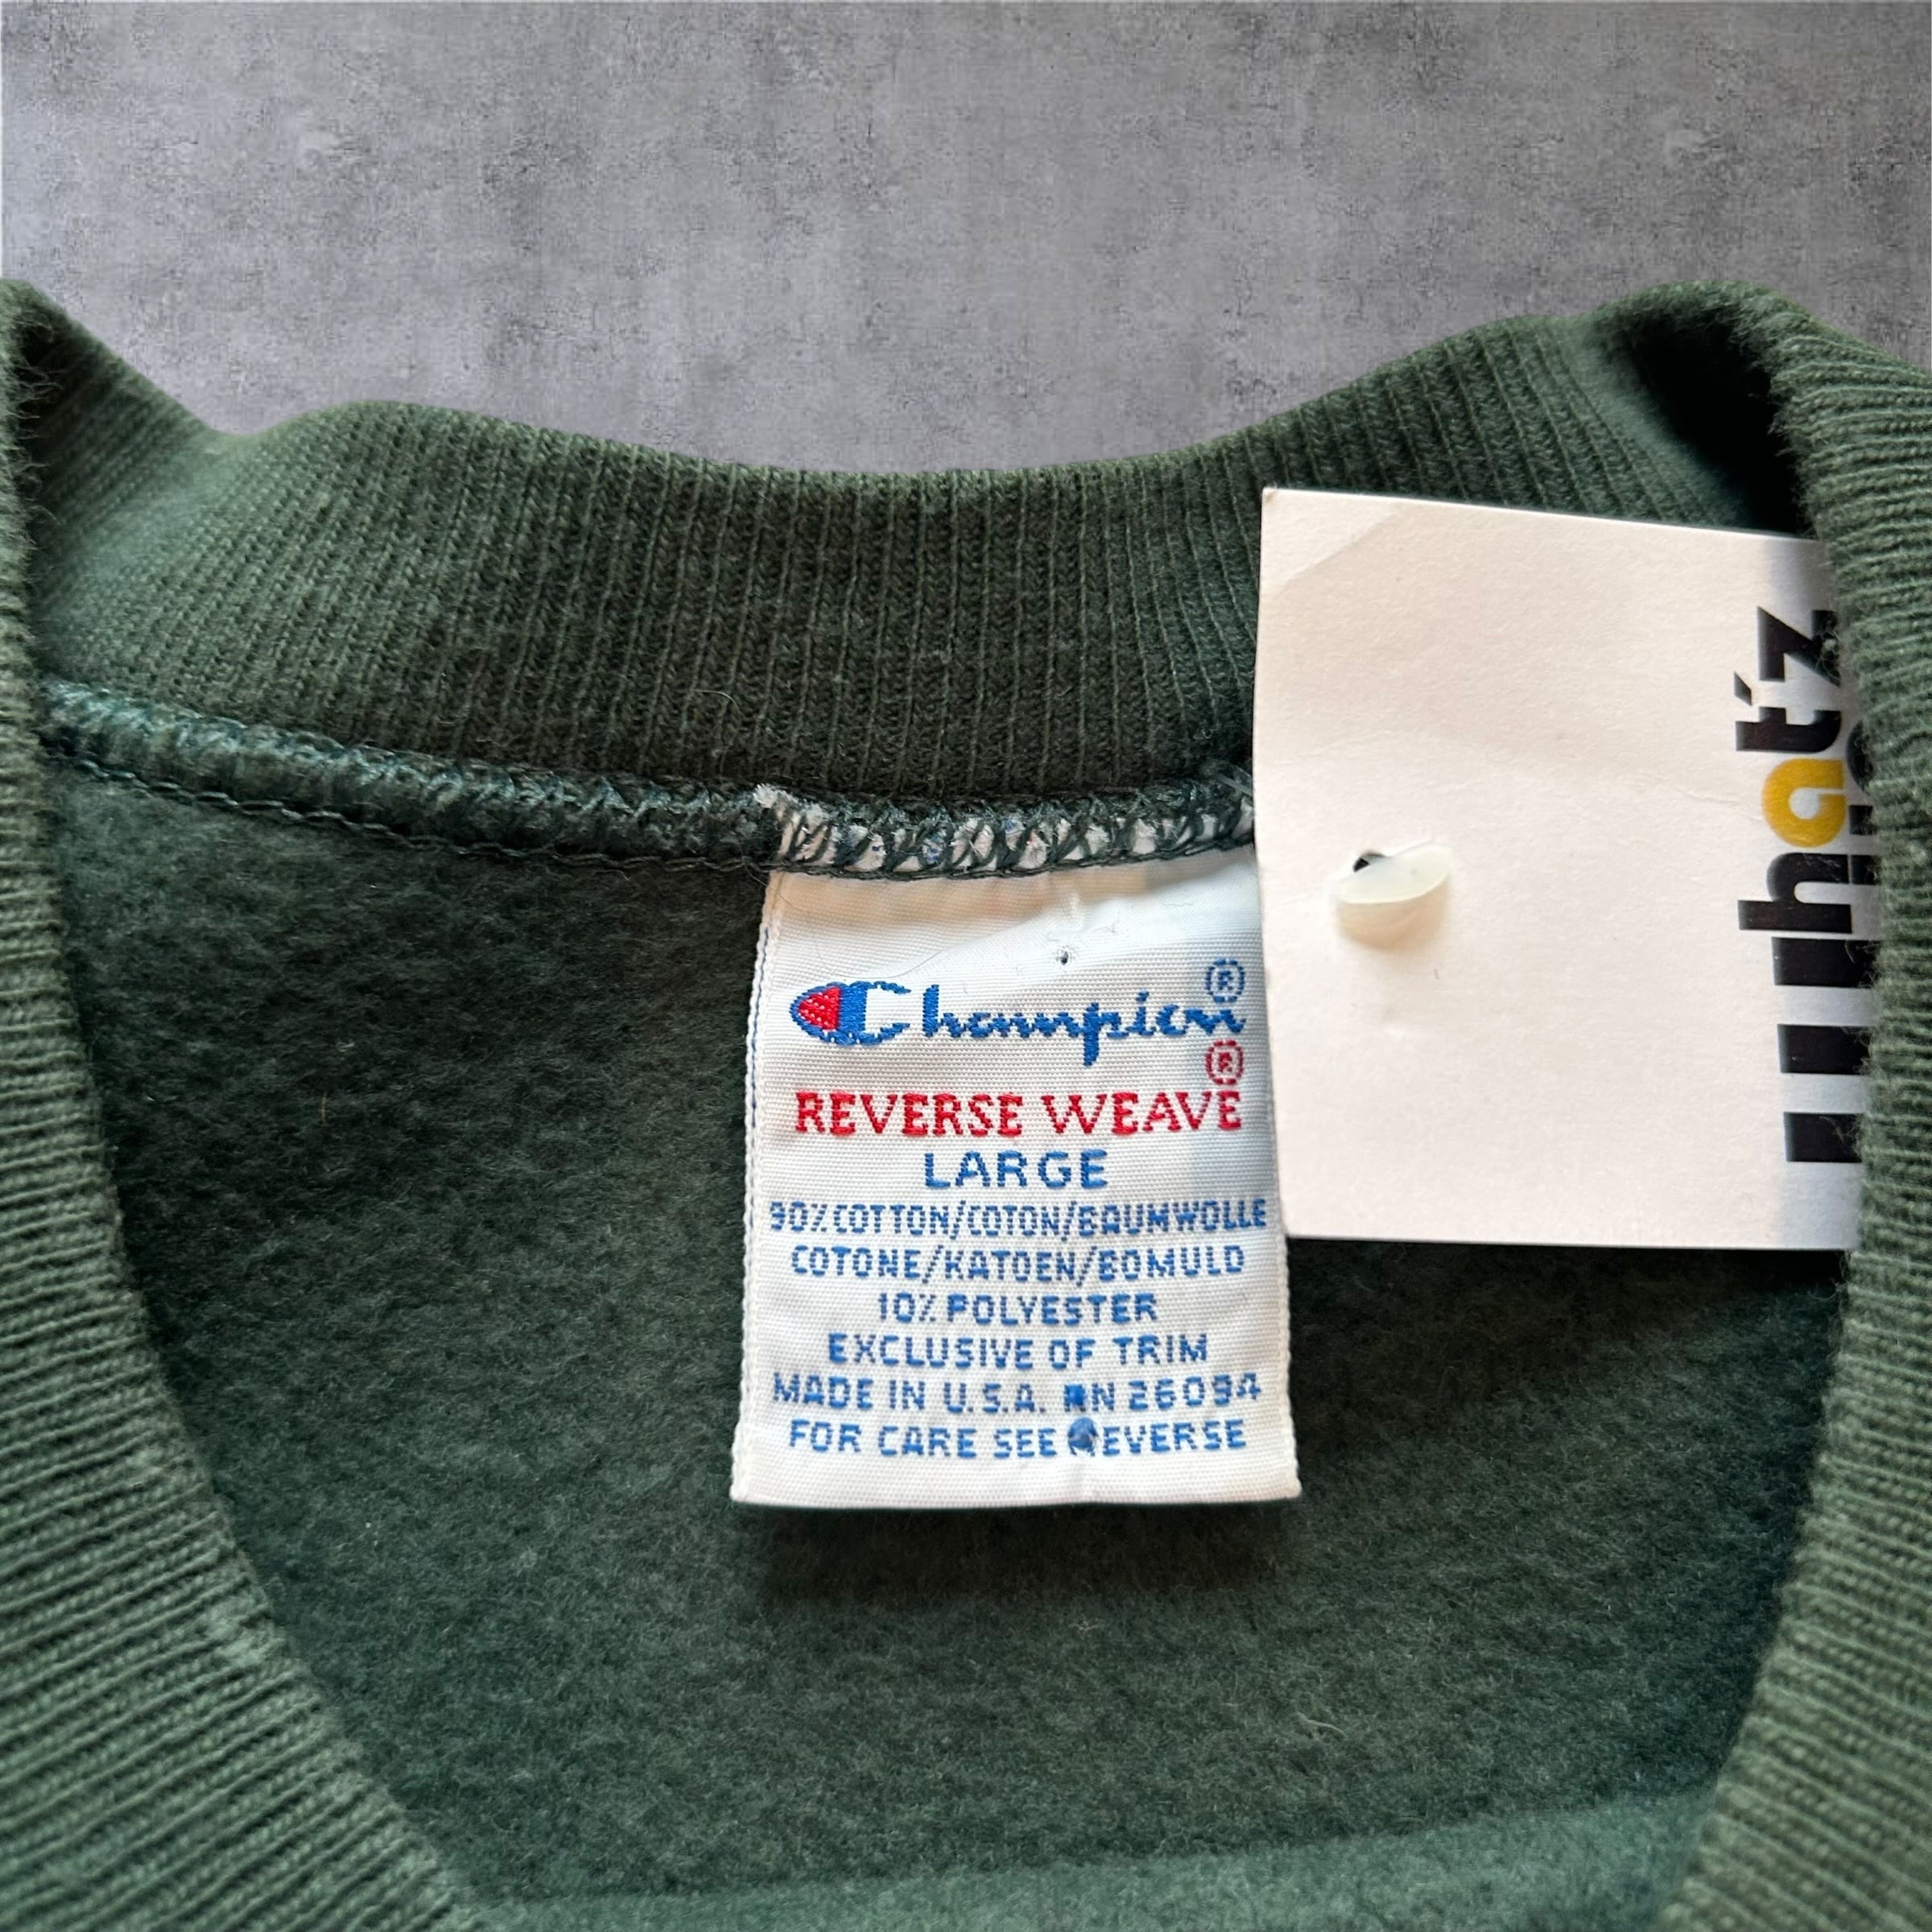 Champion®
REVERSE WEAVE®
LARGE
90% COTTON/COTON/BAUMWOLLE
COTONE/KATOEN/BOMULD
10% POLYESTER
EXCLUSIVE OF TRIM
MADE IN U.S.A. RN 26094
FOR CARE SEE REVERSE
hat'z